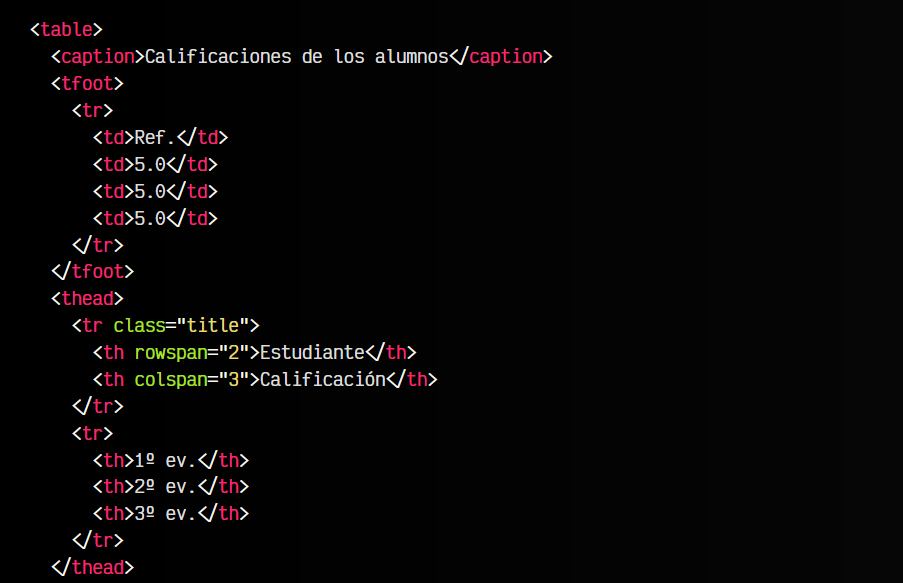 <table>
<caption>Calificaciones de los alumnos</caption>
<tfoot>
<tr>
<td>Ref.</td>
<td>5.0</td>
<td>5.0</td>
<td>5.0</td>
</tr>
</tfoot>
<thead>
<tr class="title">
<th rowspan="2">Estudiante</th>
<th colspan="3">Calificación</th>
</tr>
<tr>
<th>1º ev.</th>
<th>2º ev.</th>
<th>3º ev.</th>
</tr>
</thead>